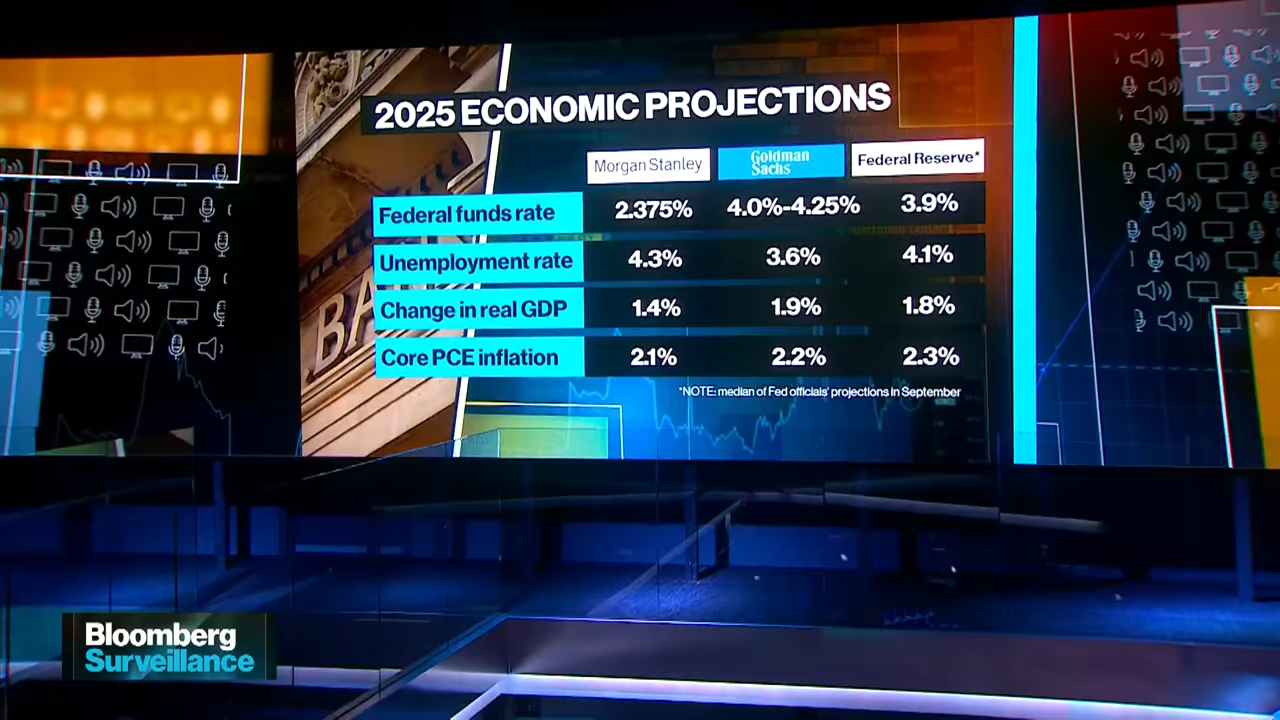 2025 ECONOMIC PROJECTIONS
Morgan Stanley Goldman Sachs Federal Reserve*
Federal funds rate 2.375% 4.0%-4.25% 3.9%
Unemployment rate 4.3% 3.6% 4.1%
Change in real GDP 1.4% 1.9% 1.8%
Core PCE inflation 2.1% 2.2% 2.3%
*NOTE: median of Fed officials' projections in September
BA
Bloomberg
Surveillance